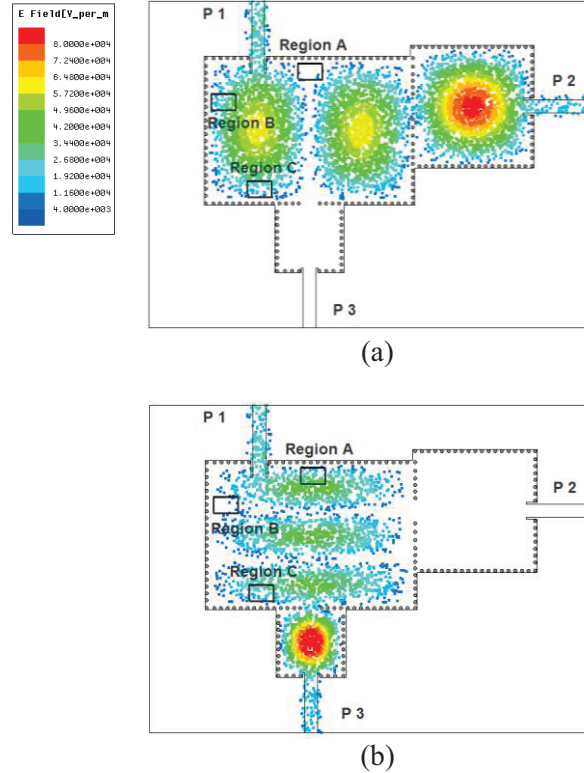 E Field[V_per_m
8.0000e+004
7.2400e+004
6.4800e+004
5.7200e+004
4.9600e+004
4.2000e+004
3.4400e+004
2.6800e+004
1.9200e+004
1.1600e+004
4.0000e+003
P 1
Region A
P 2
Region B
Region C
P 3
(a)
P 1
Region A
P 2
Region B
Region C
P 3
(b)